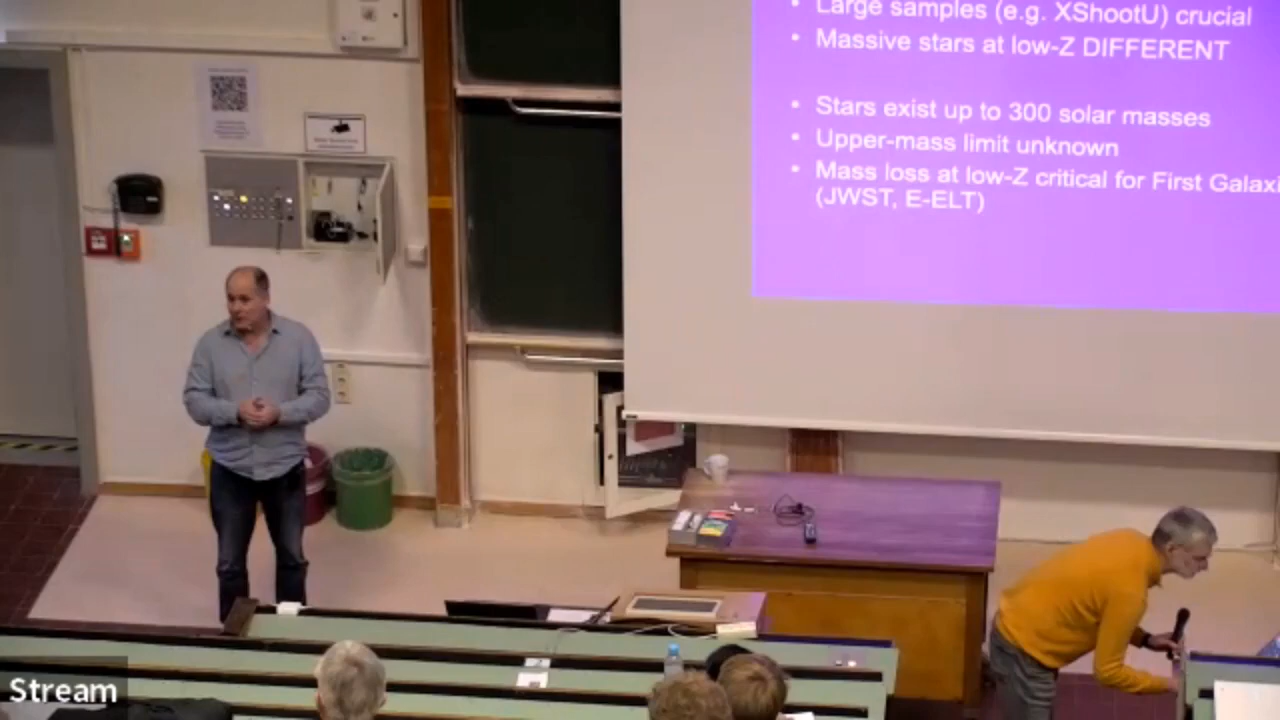 Large samples (e.g. XShootU) crucial
Massive stars at low-Z DIFFERENT
Stars exist up to 300 solar masses
Upper-mass limit unknown
Mass loss at low-Z critical for First Galaxi
(JWST, E-ELT)
Stream